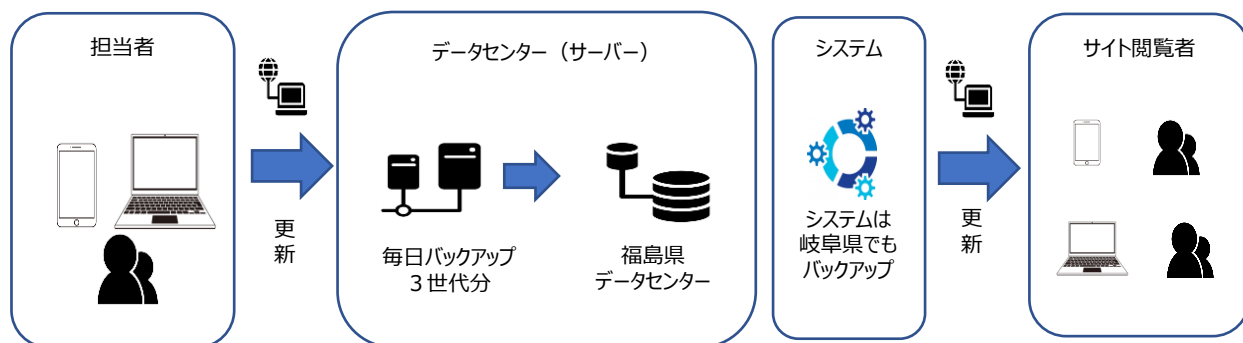 担当者
更
新
データセンター（サーバー）
毎日バックアップ
３世代分
福島県
データセンター
システム
システムは
岐阜県でも
バックアップ
更
新
サイト閲覧者